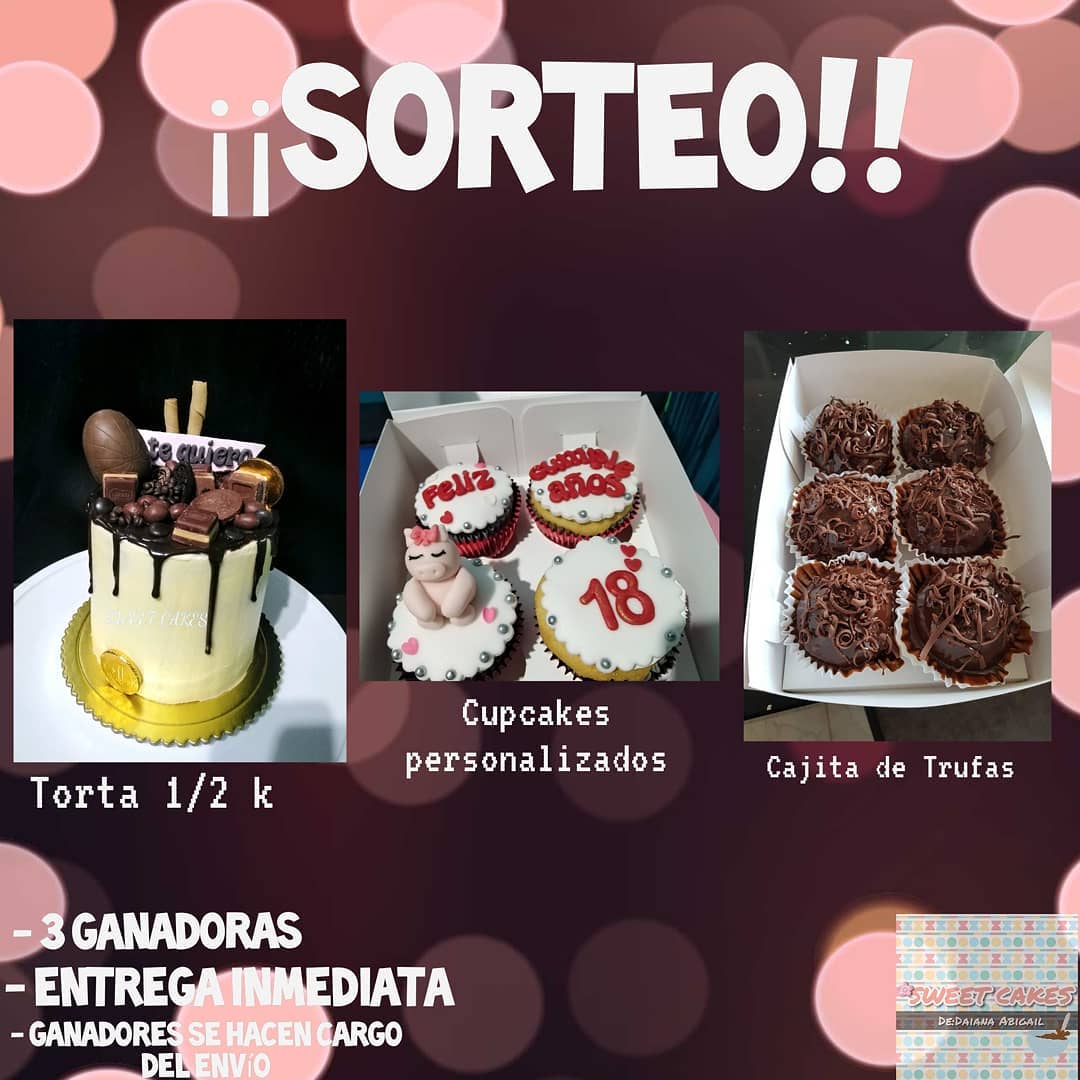 ¡¡SORTEO!!
te quiero
SWEET CAKES
Feliz
cumple
años
18
Torta 1/2 k
Cupcakes
personalizados
Cajita de Trufas
- 3 GANADORAS
- ENTREGA INMEDIATA
- GANADORES SE HACEN CARGO
DEL ENVÍO
SWEET CAKES
DE:DAIANA ABIGAIL